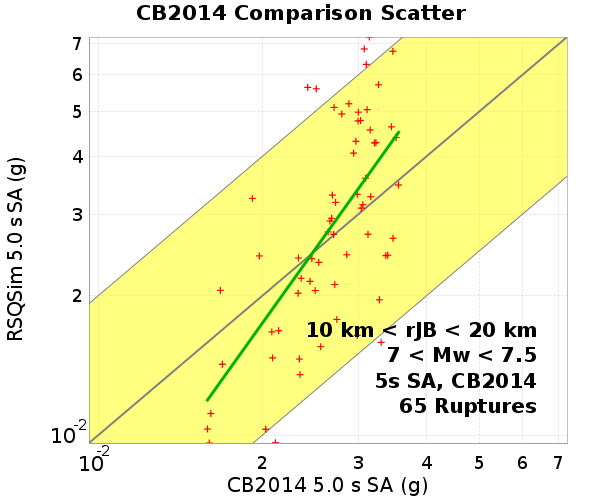 CB2014 Comparison Scatter
RSQSim 5.0 s SA (g)
7
6
5
4
3
2
10-2
10 km < rJB < 20 km
7 < Mw < 7.5
5s SA, CB2014
65 Ruptures
10-2 2 3 4 5 6 7
CB2014 5.0 s SA (g)